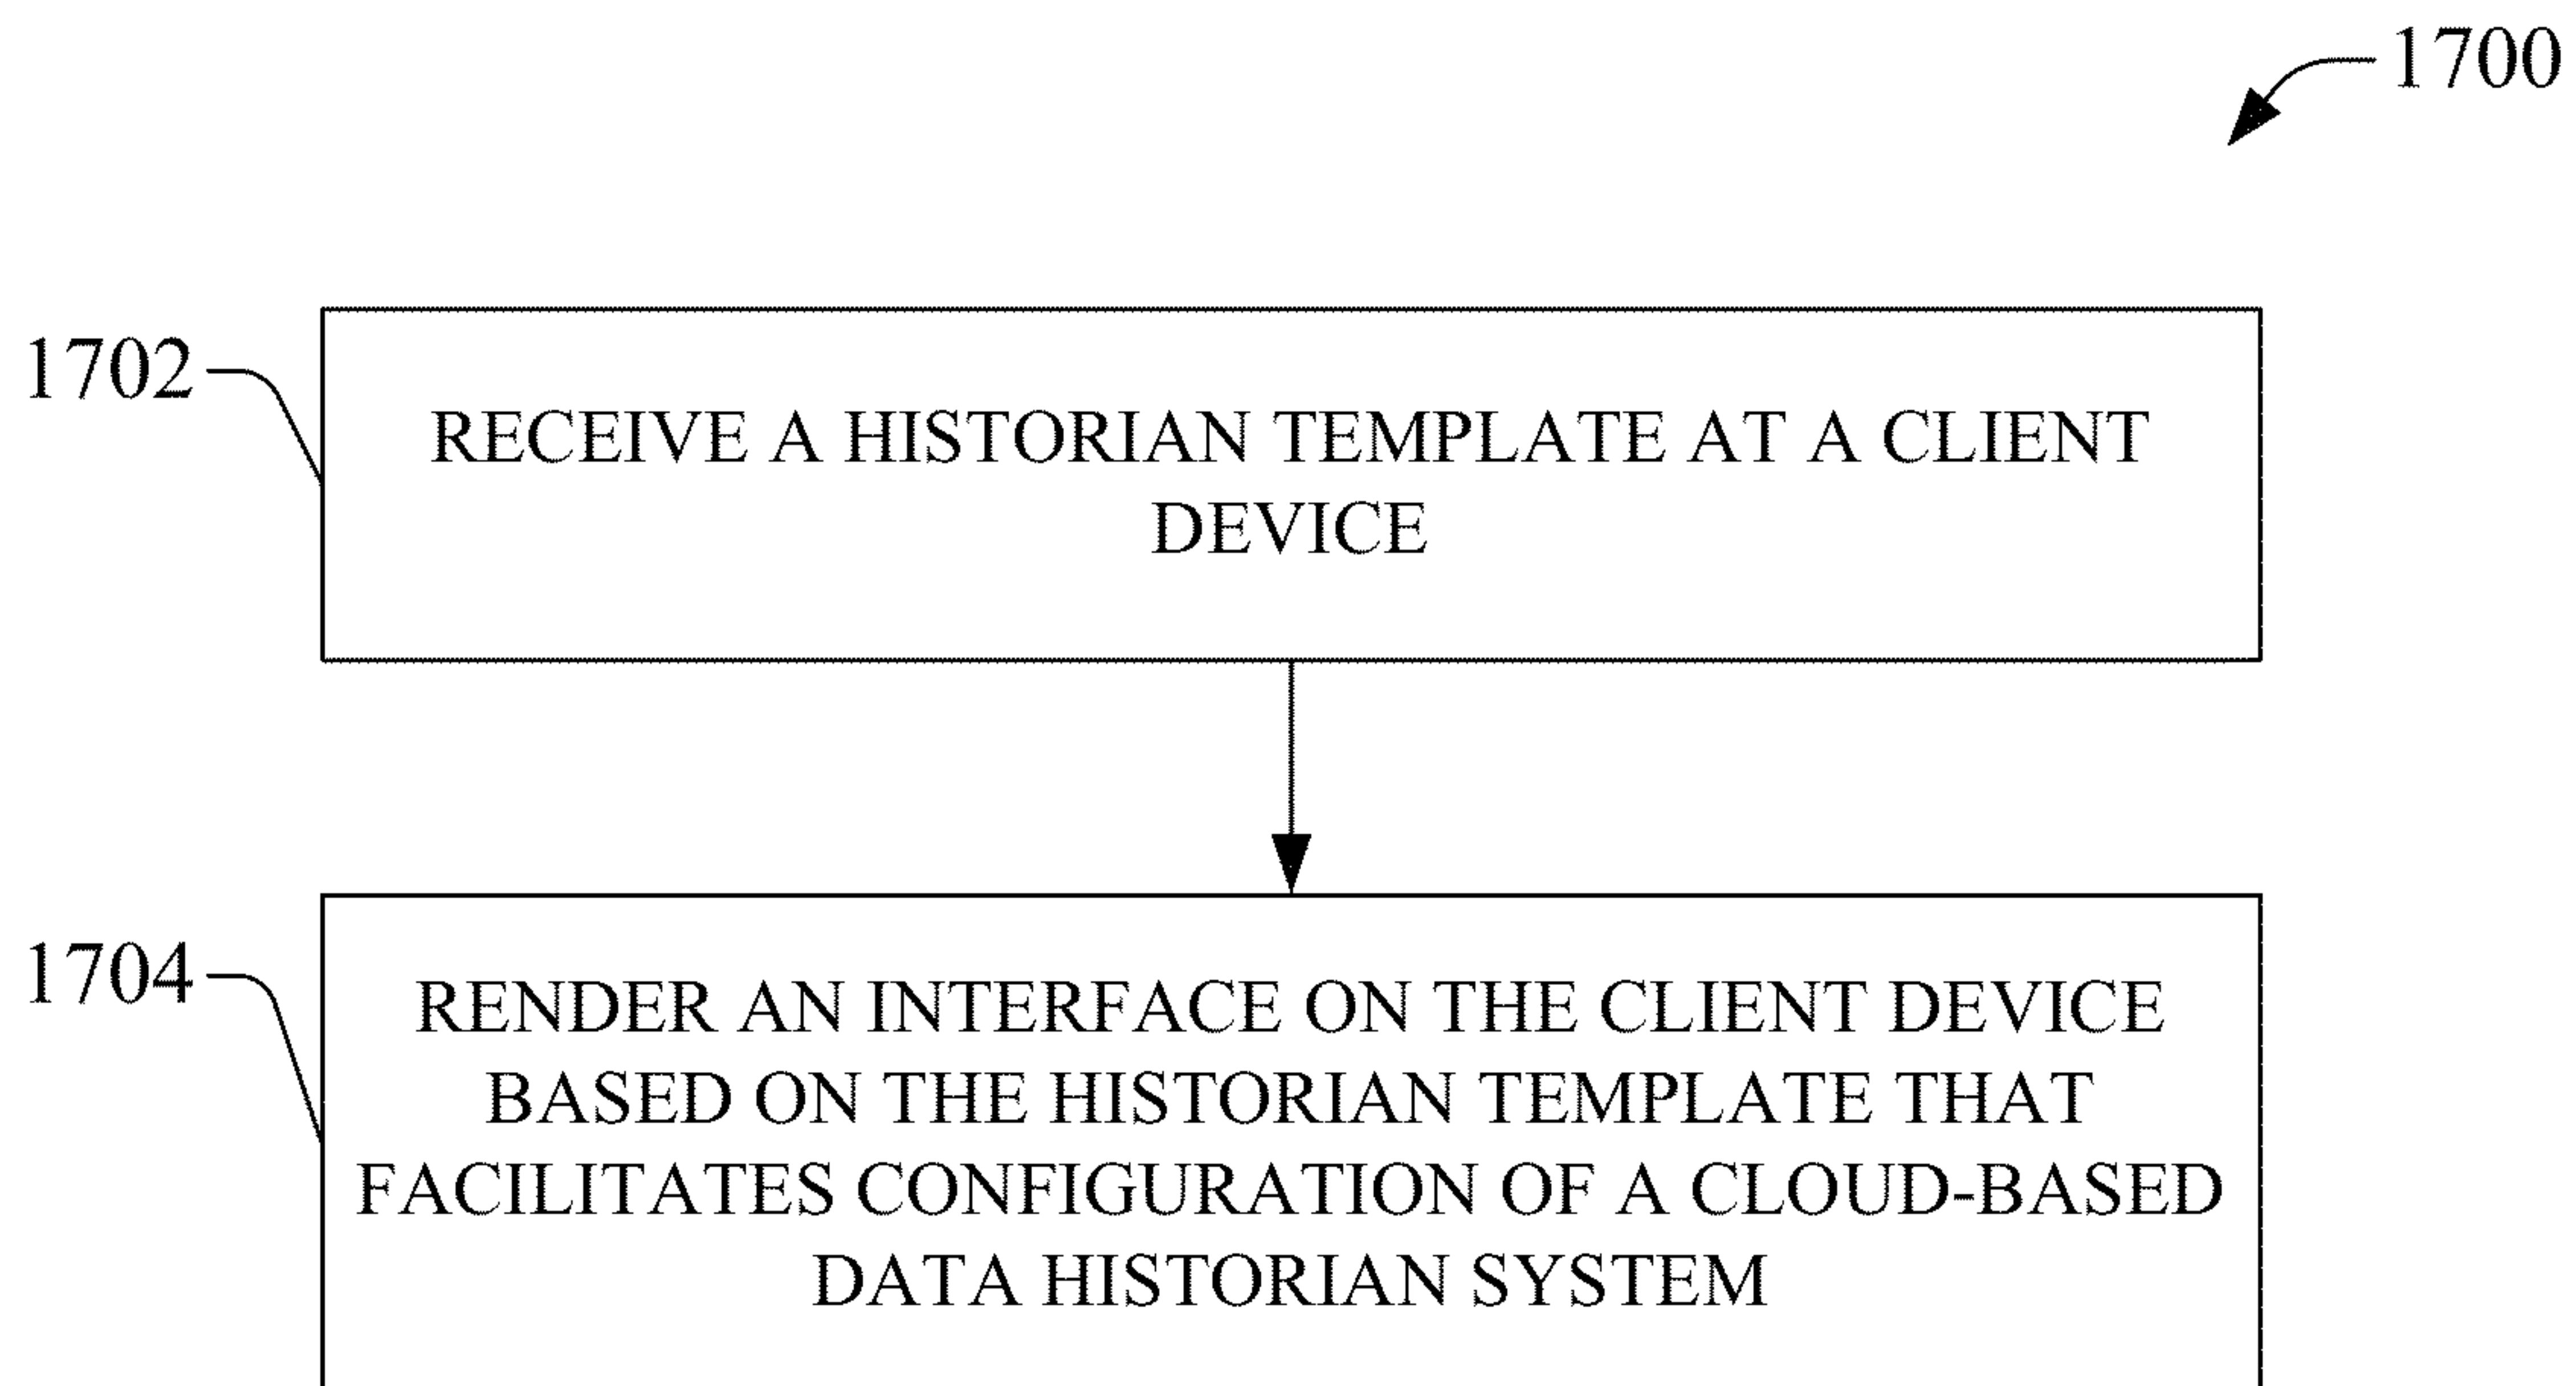 1700
1702
RECEIVE A HISTORIAN TEMPLATE AT A CLIENT
DEVICE
1704
RENDER AN INTERFACE ON THE CLIENT DEVICE
BASED ON THE HISTORIAN TEMPLATE THAT
FACILITATES CONFIGURATION OF A CLOUD-BASED
DATA HISTORIAN SYSTEM